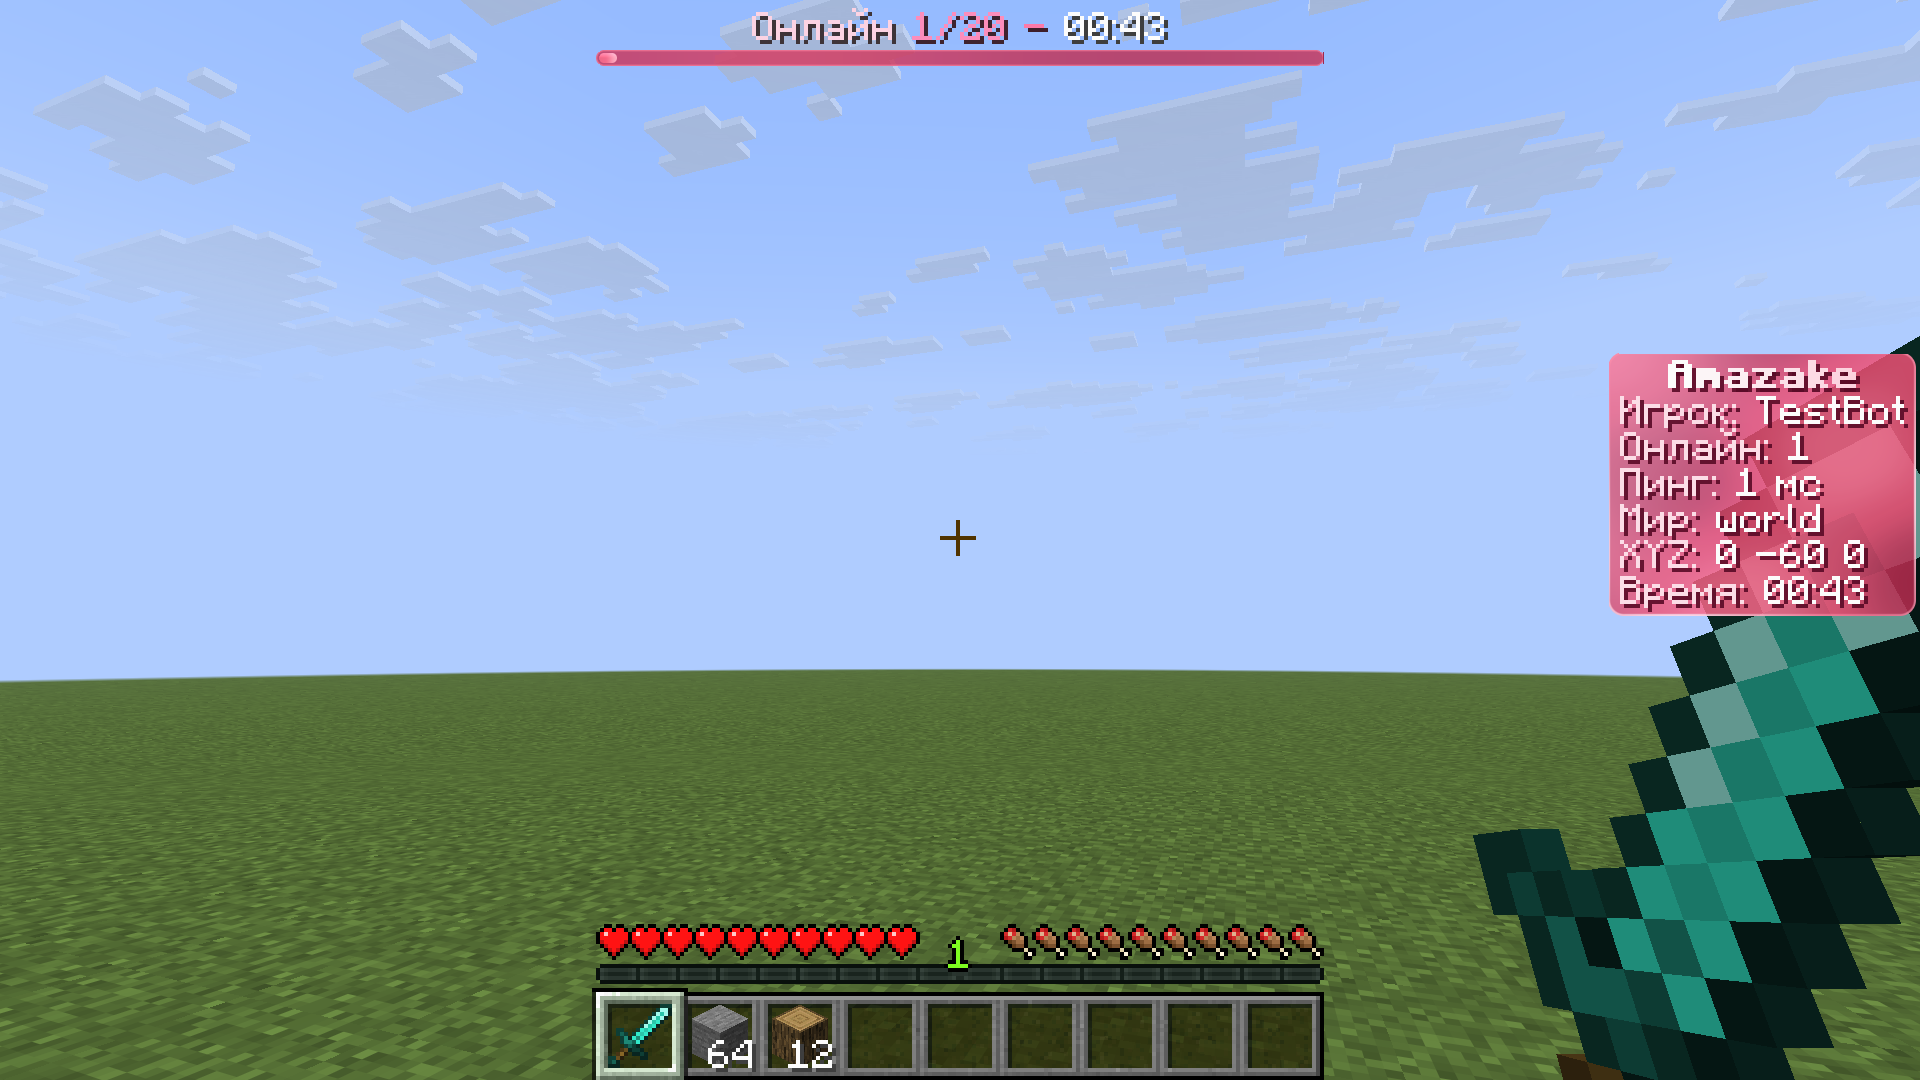 Онлайн 1/20 - 00:43
Amazake
Игрок: TestBot
Онлайн: 1
Пинг: 1 мс
Мир: world
XYZ: 0 -60 0
Время: 00:43
1
64
12